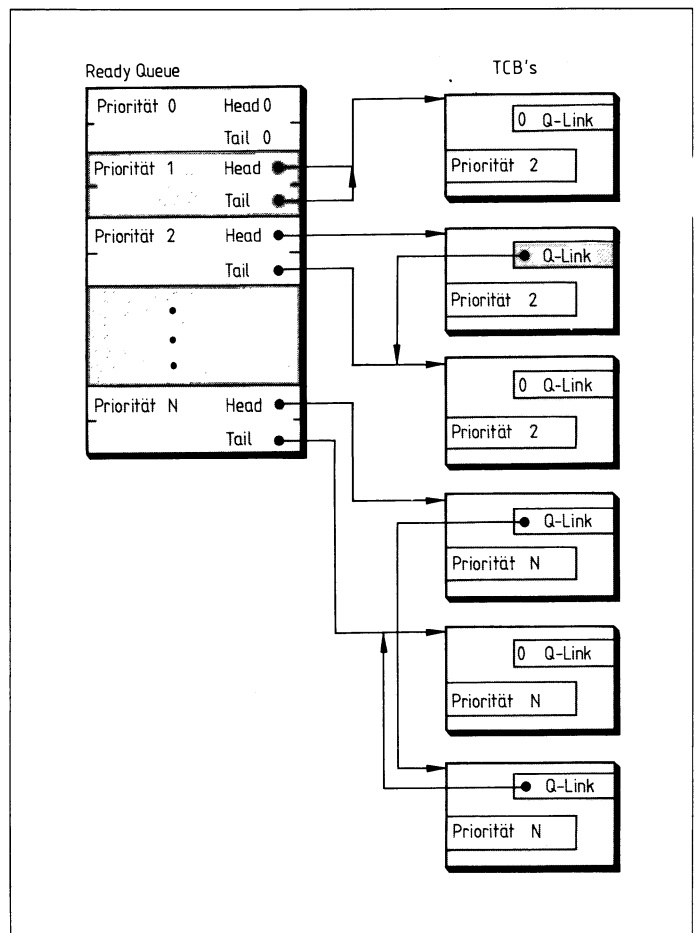 Ready Queue
TCB's
Priorität 0 Head 0
Tail 0
Priorität 1 Head
Tail
Priorität 2 Head
Tail
Priorität N Head
Tail
0 Q-Link
Priorität 2
Q-Link
Priorität 2
0 Q-Link
Priorität 2
Q-Link
Priorität N
0 Q-Link
Priorität N
Q-Link
Priorität N